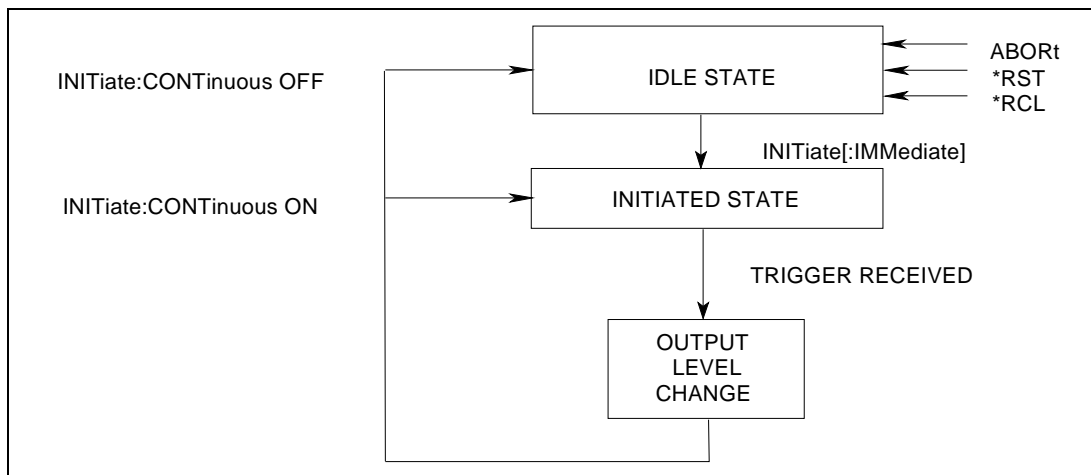 ABORt
INITiate:CONTinuous OFF
IDLE STATE
*RST
*RCL
INITiate[:IMMediate]
INITiate:CONTinuous ON
INITIATED STATE
TRIGGER RECEIVED
OUTPUT
LEVEL
CHANGE